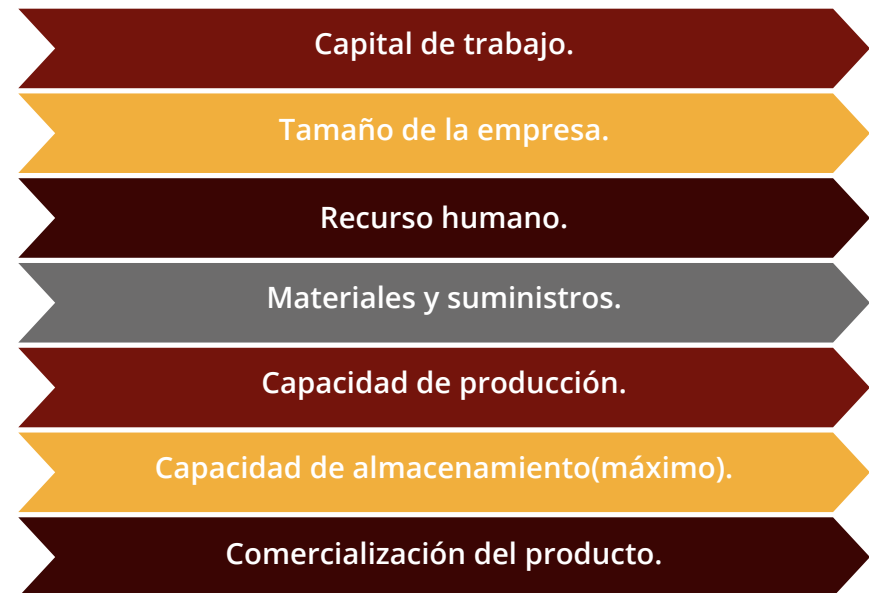 Capital de trabajo.
Tamaño de la empresa.
Recurso humano.
Materiales y suministros.
Capacidad de producción.
Capacidad de almacenamiento(máximo).
Comercialización del producto.